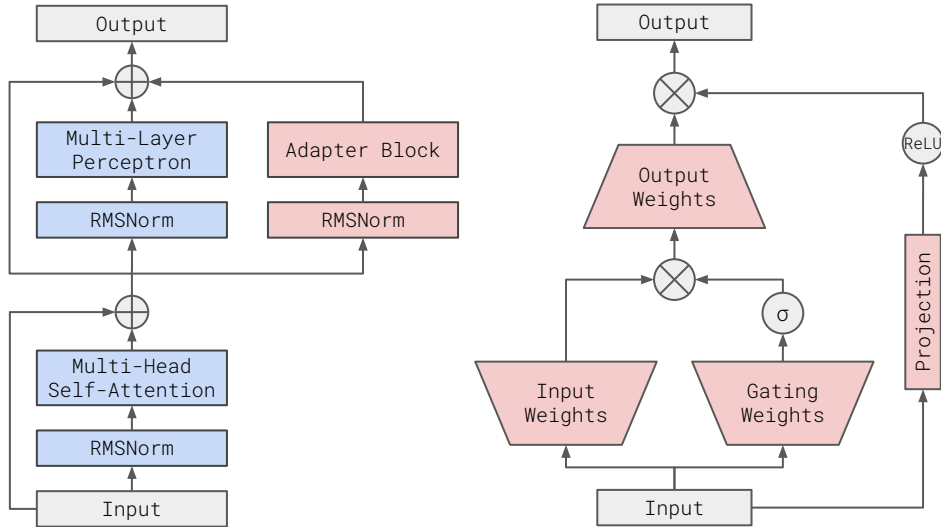 Output
Multi-Layer
Perceptron
Adapter Block
RMSNorm
RMSNorm
Multi-Head
Self-Attention
RMSNorm
Input
Output
ReLU
Output
Weights
Projection
σ
Input
Weights
Gating
Weights
Input